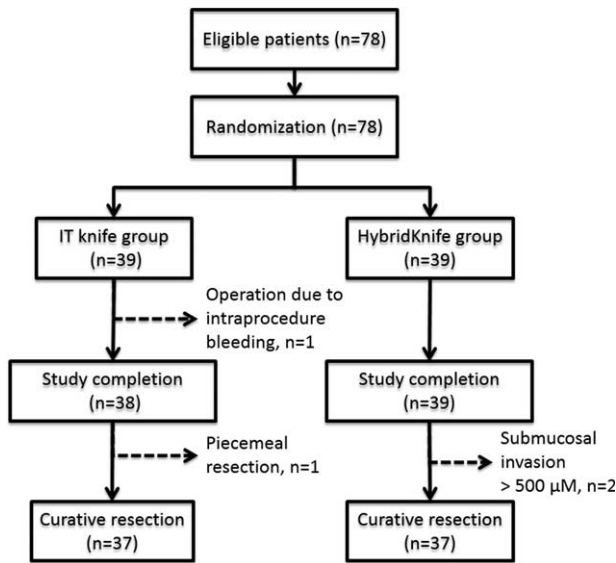 Eligible patients (n=78)
Randomization (n=78)
IT knife group
(n=39)
HybridKnife group
(n=39)
Operation due to
intraprocedure
bleeding, n=1
Study completion
(n=38)
Study completion
(n=39)
Piecemeal
resection, n=1
Submucosal
invasion
> 500 μM, n=2
Curative resection
(n=37)
Curative resection
(n=37)